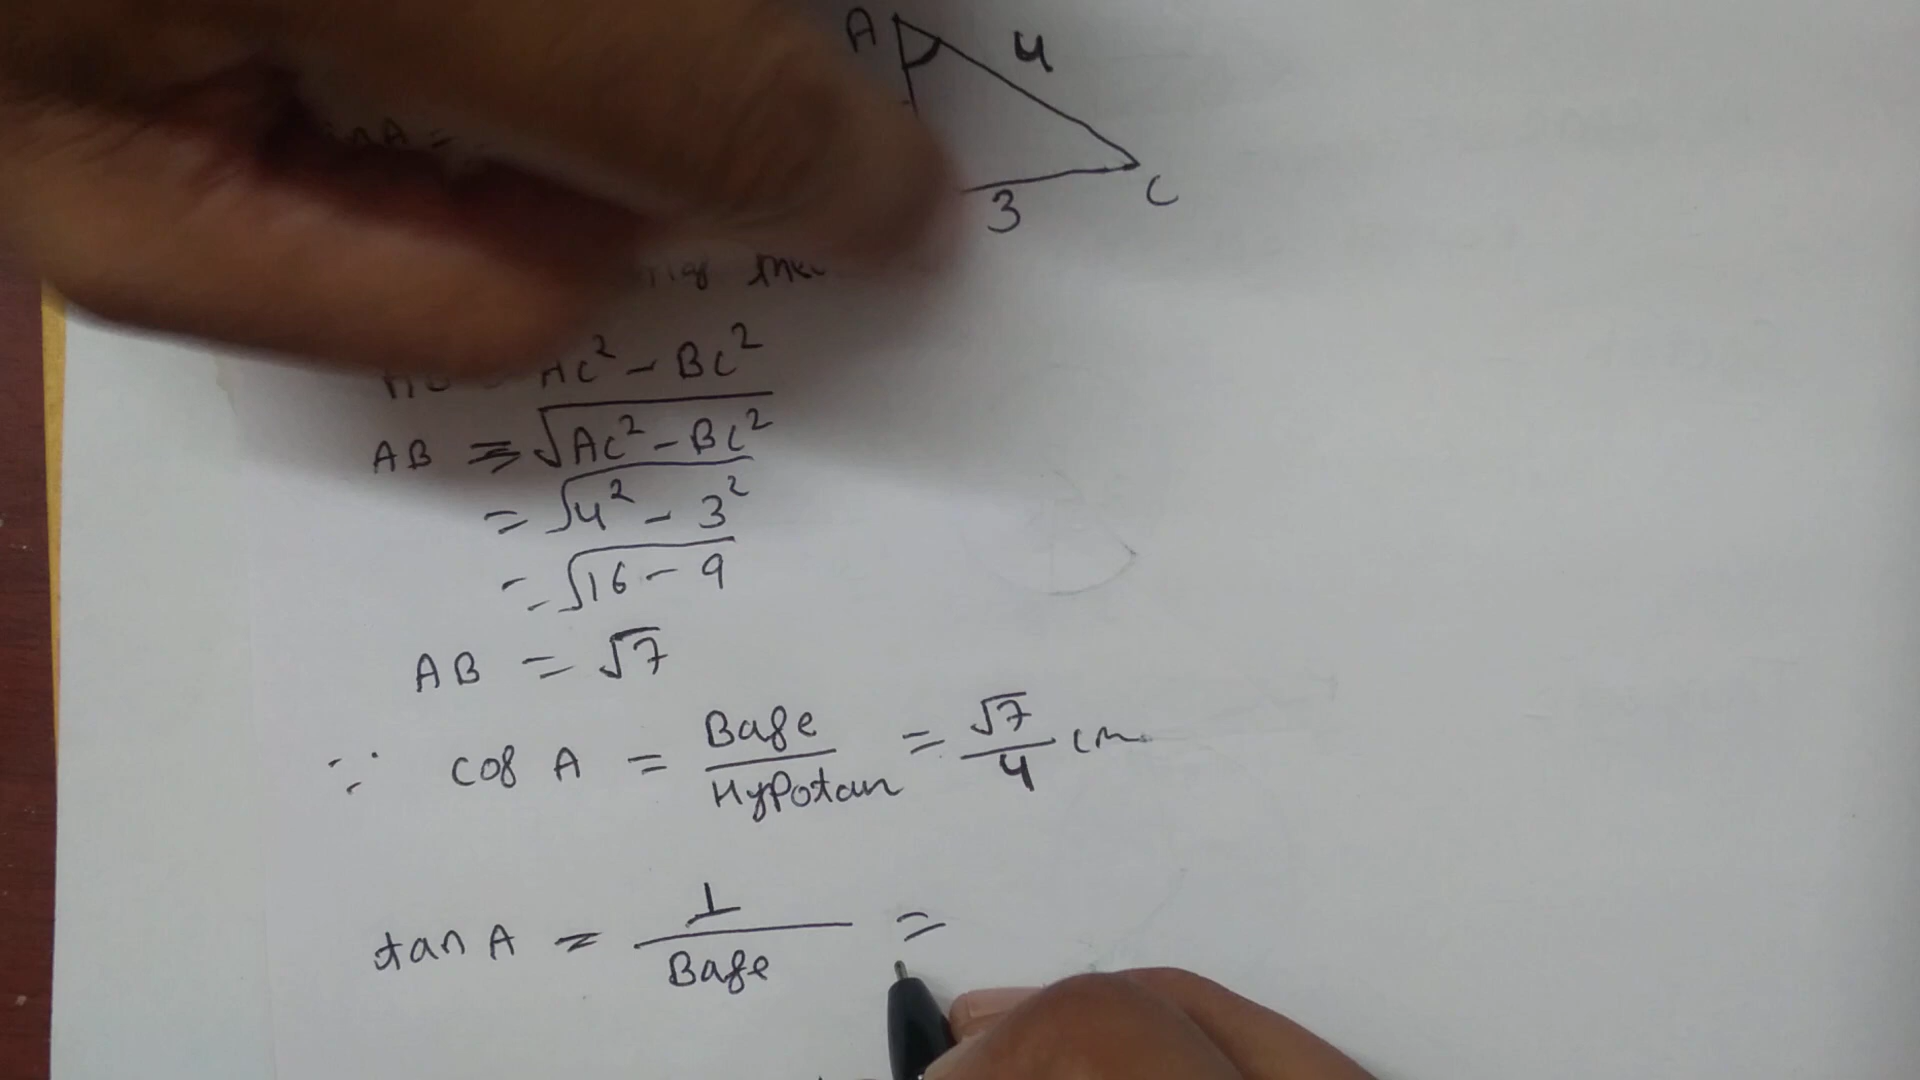 A
4
3
C
AC² - BC²
AB = √AC² - BC²
= √4² - 3²
= √16 - 9
AB = √7
∵ cos A = Base/Hypotan = √7/4 cm
tan A = ⊥/Base =